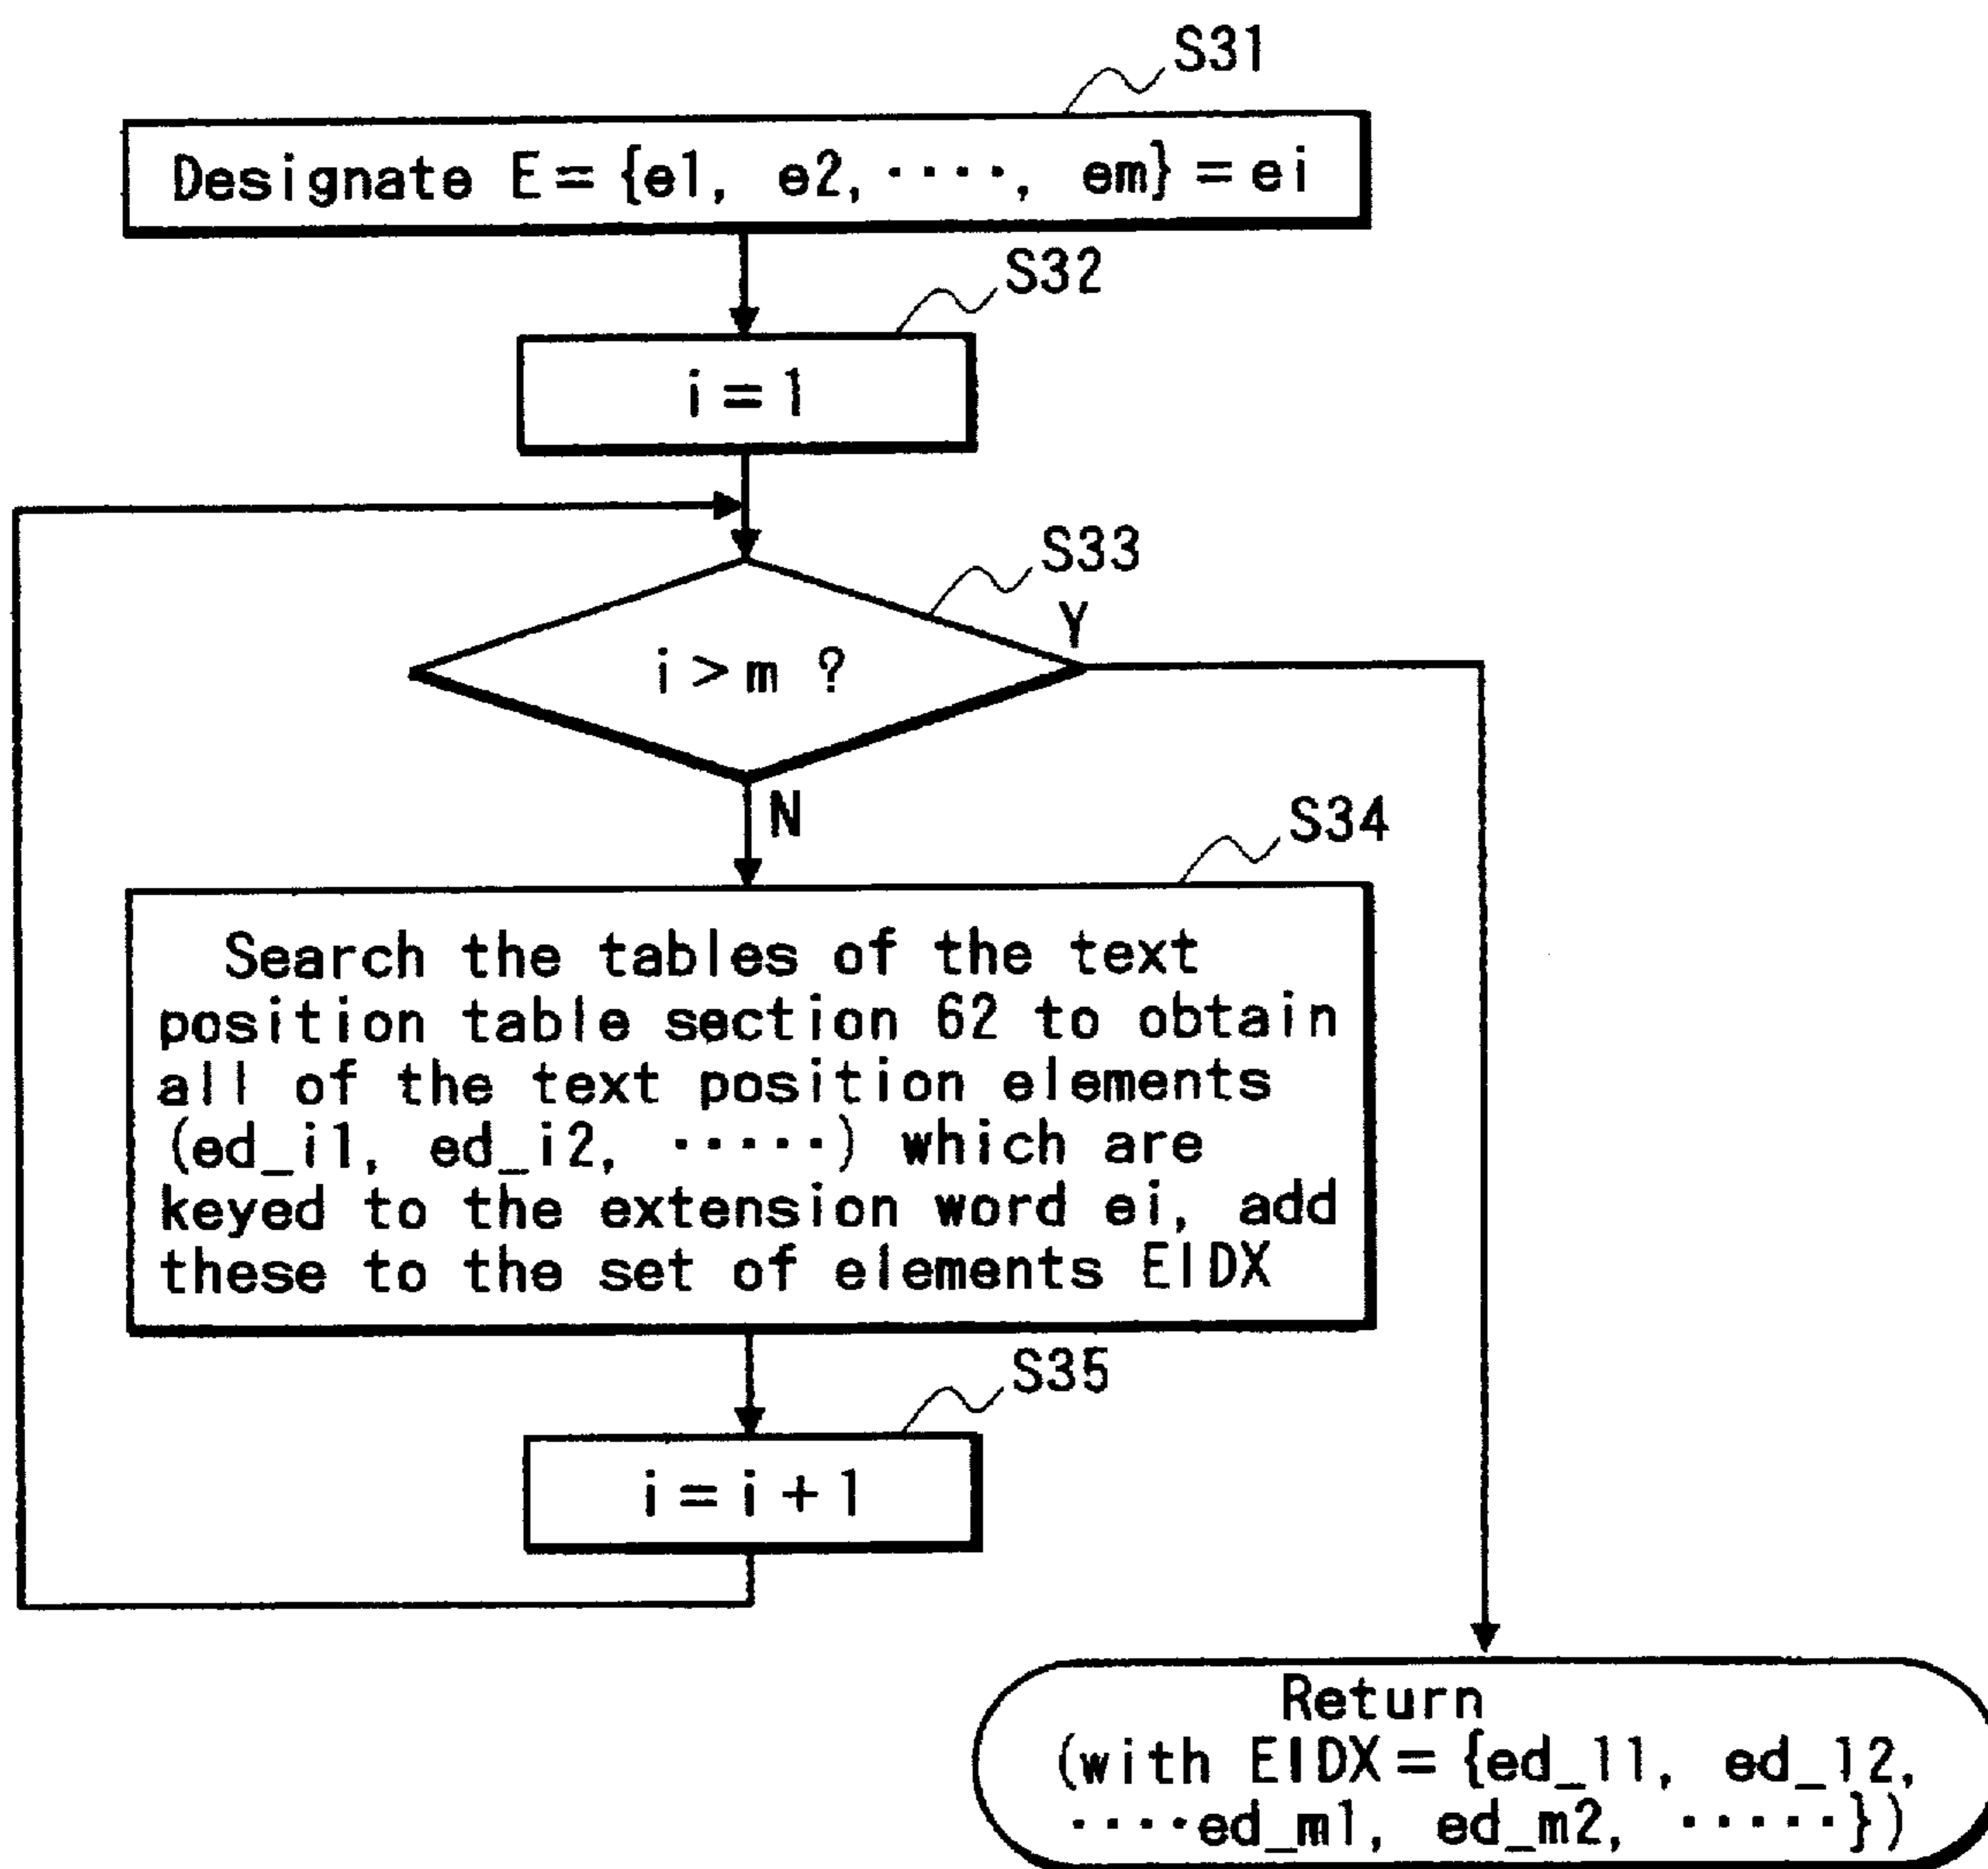 S31
Designate E={e1, e2,····, em}=ei
S32
i=1
S33
Y
i>m ?
N
S34
Search the tables of the text
position table section 62 to obtain
all of the text position elements
(ed_i1, ed_i2, ·····) which are
keyed to the extension word ei, add
these to the set of elements EIDX
S35
i=i+1
Return
(with EIDX={ed_11, ed_12,
····ed_m1, ed_m2, ·····})